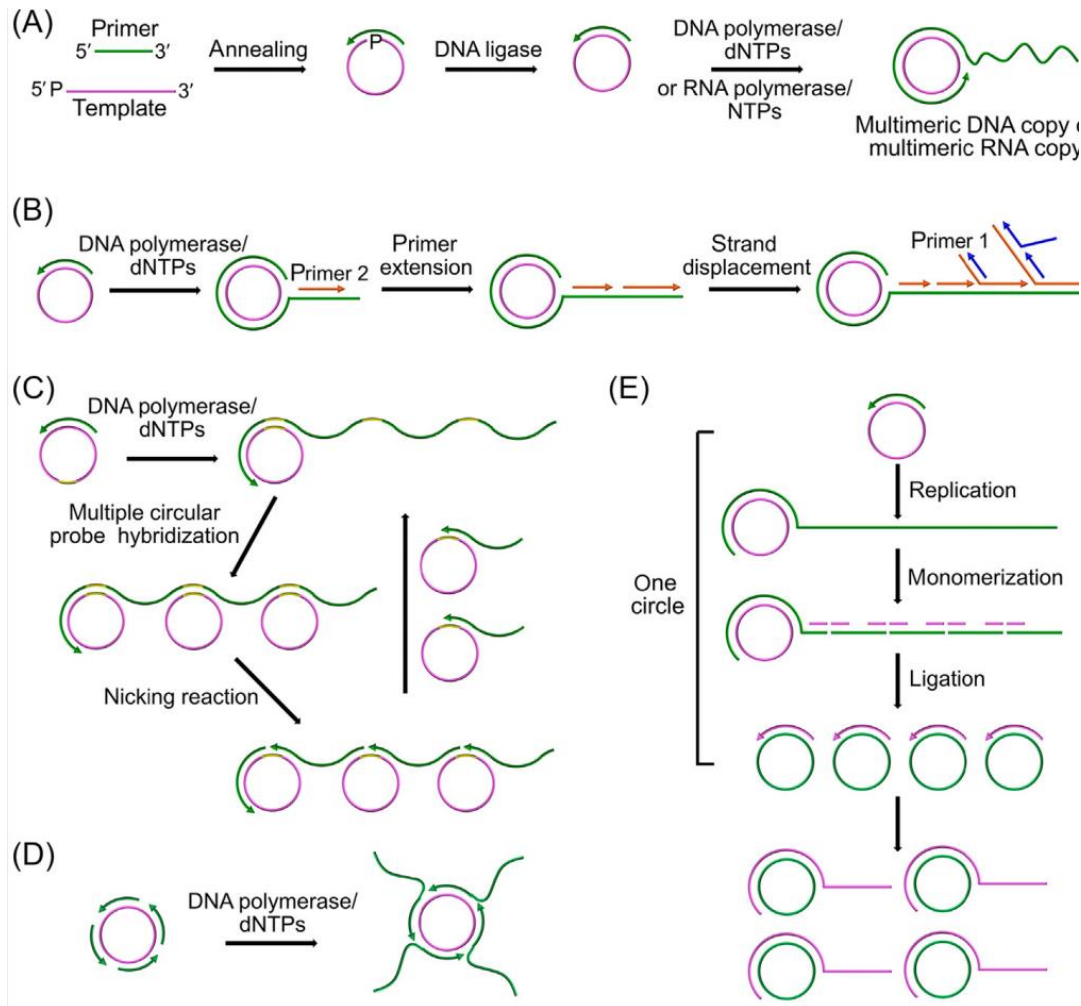 (A)
Primer
5′ 3′
5′ P 3′
Template
Annealing
P
DNA ligase
DNA polymerase/
dNTPs
or RNA polymerase/
NTPs
Multimeric DNA copy
multimeric RNA copy
(B)
DNA polymerase/
dNTPs
Primer 2
Primer
extension
Strand
displacement
Primer 1
(C)
DNA polymerase/
dNTPs
Multiple circular
probe hybridization
Nicking reaction
(D)
DNA polymerase/
dNTPs
(E)
One
circle
Replication
Monomerization
Ligation